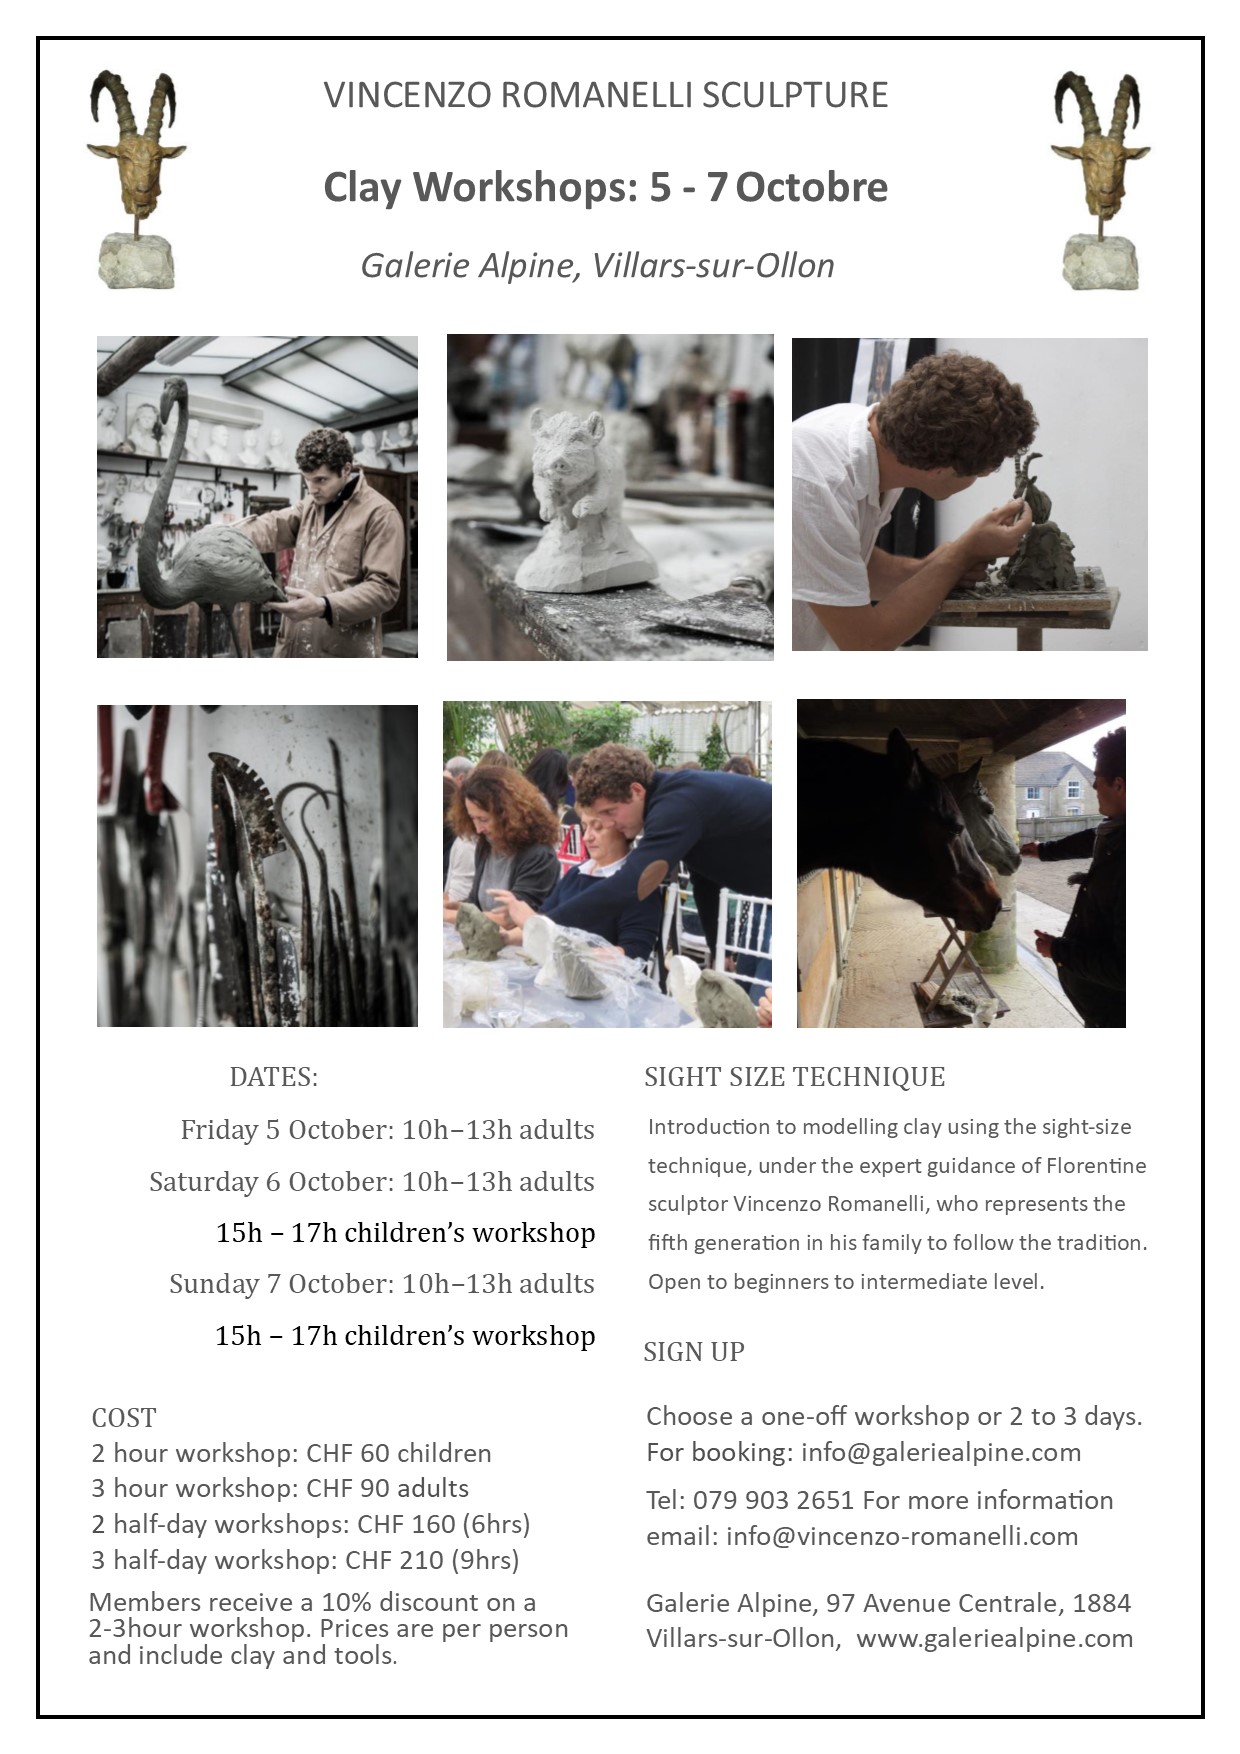 VINCENZO ROMANELLI SCULPTURE
Clay Workshops: 5 - 7 Octobre
Galerie Alpine, Villars-sur-Ollon
DATES:
Friday 5 October: 10h–13h adults
Saturday 6 October: 10h–13h adults
15h – 17h children’s workshop
Sunday 7 October: 10h–13h adults
15h – 17h children’s workshop
COST
2 hour workshop: CHF 60 children
3 hour workshop: CHF 90 adults
2 half-day workshops: CHF 160 (6hrs)
3 half-day workshop: CHF 210 (9hrs)
Members receive a 10% discount on a
2-3hour workshop. Prices are per person
and include clay and tools.
SIGHT SIZE TECHNIQUE
Introduction to modelling clay using the sight-size
technique, under the expert guidance of Florentine
sculptor Vincenzo Romanelli, who represents the
fifth generation in his family to follow the tradition.
Open to beginners to intermediate level.
SIGN UP
Choose a one-off workshop or 2 to 3 days.
For booking: info@galeriealpine.com
Tel: 079 903 2651 For more information
email: info@vincenzo-romanelli.com
Galerie Alpine, 97 Avenue Centrale, 1884
Villars-sur-Ollon,  www.galeriealpine.com